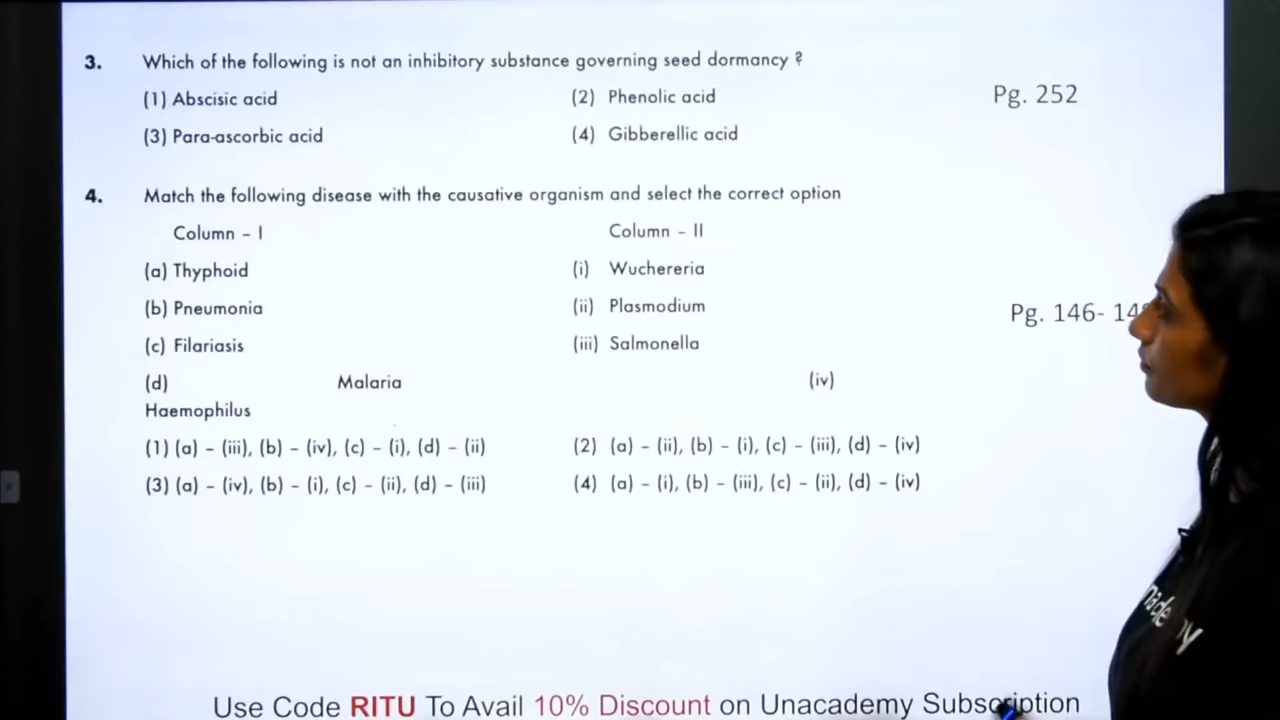 3. Which of the following is not an inhibitory substance governing seed dormancy ?
(1) Abscisic acid (2) Phenolic acid
Pg. 252
(3) Para-ascorbic acid (4) Gibberellic acid
4. Match the following disease with the causative organism and select the correct option
Column - I Column - II
(a) Thyphoid (i) Wuchereria
(b) Pneumonia (ii) Plasmodium
Pg. 146- 14
(c) Filariasis (iii) Salmonella
(d) Malaria (iv)
Haemophilus
(1) (a) - (iii), (b) - (iv), (c) - (i), (d) - (ii) (2) (a) - (ii), (b) - (i), (c) - (iii), (d) - (iv)
(3) (a) - (iv), (b) - (i), (c) - (ii), (d) - (iii) (4) (a) - (i), (b) - (iii), (c) - (ii), (d) - (iv)
Use Code RITU To Avail 10% Discount on Unacademy Subscription